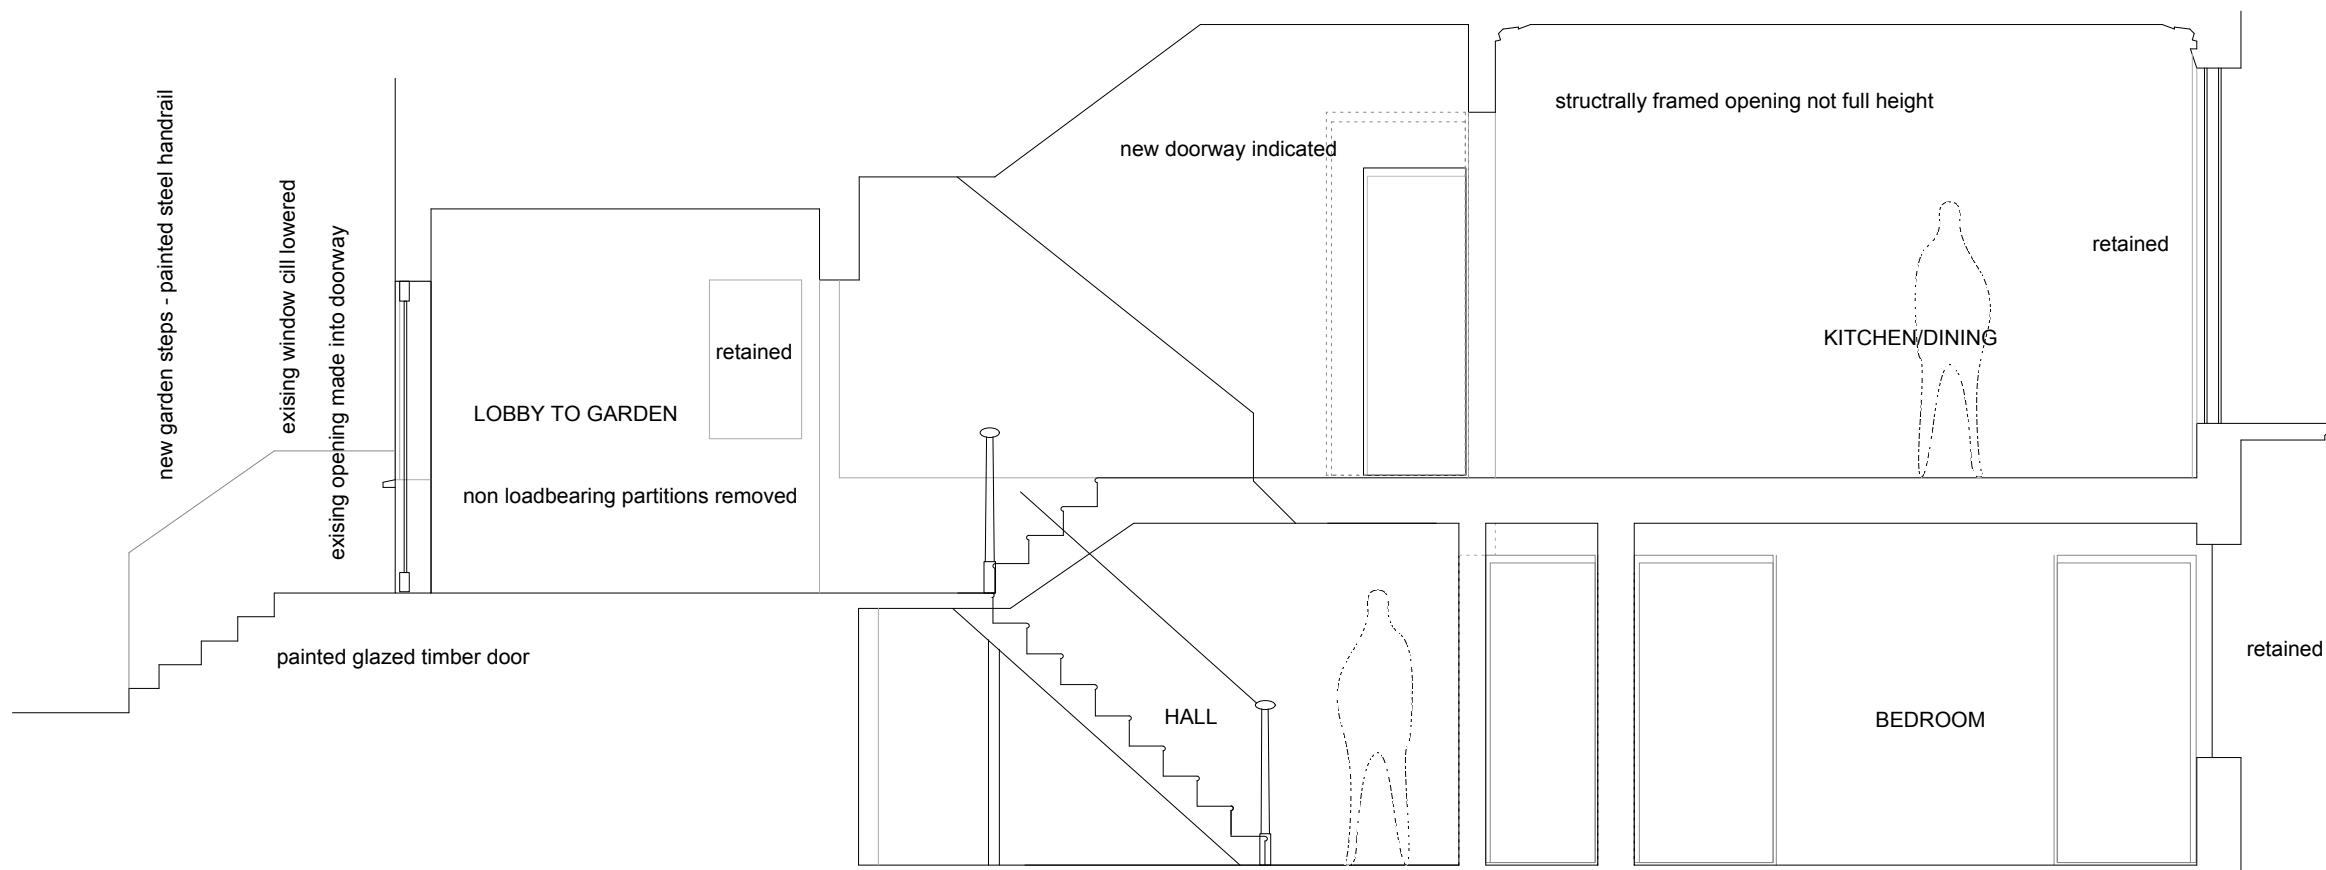 new garden steps - painted steel handrail
exising window cill lowered
exising opening made into doorway
structrally framed opening not full height
new doorway indicated
retained
KITCHEN/DINING
retained
LOBBY TO GARDEN
non loadbearing partitions removed
painted glazed timber door
retained
HALL
BEDROOM